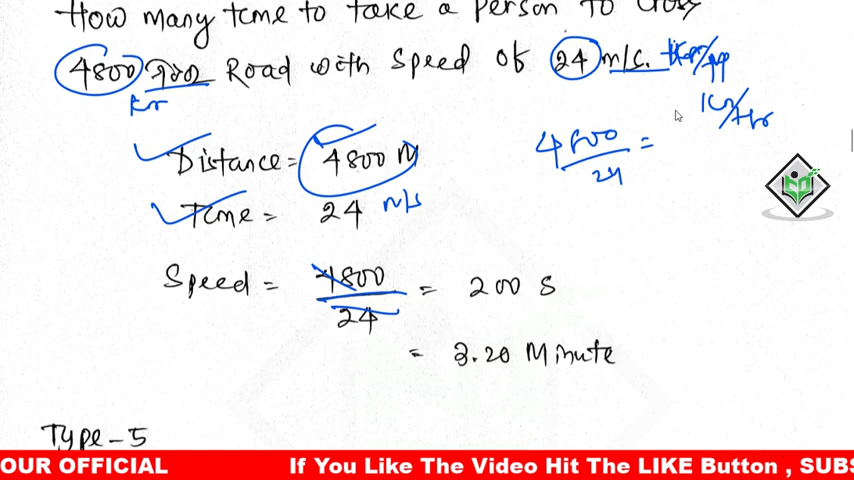 How many tcme to take a Person To Cross
4800 Road with Speed of 24 m/s.
Km
Km/Hr
Distance = 4800 M
4800/24 =
Tcme = 24 m/s
Speed = 4800/24 = 200 S
= 3.20 Minute
Type-5
OUR OFFICIAL If You Like The Video Hit The LIKE Button , SUBS